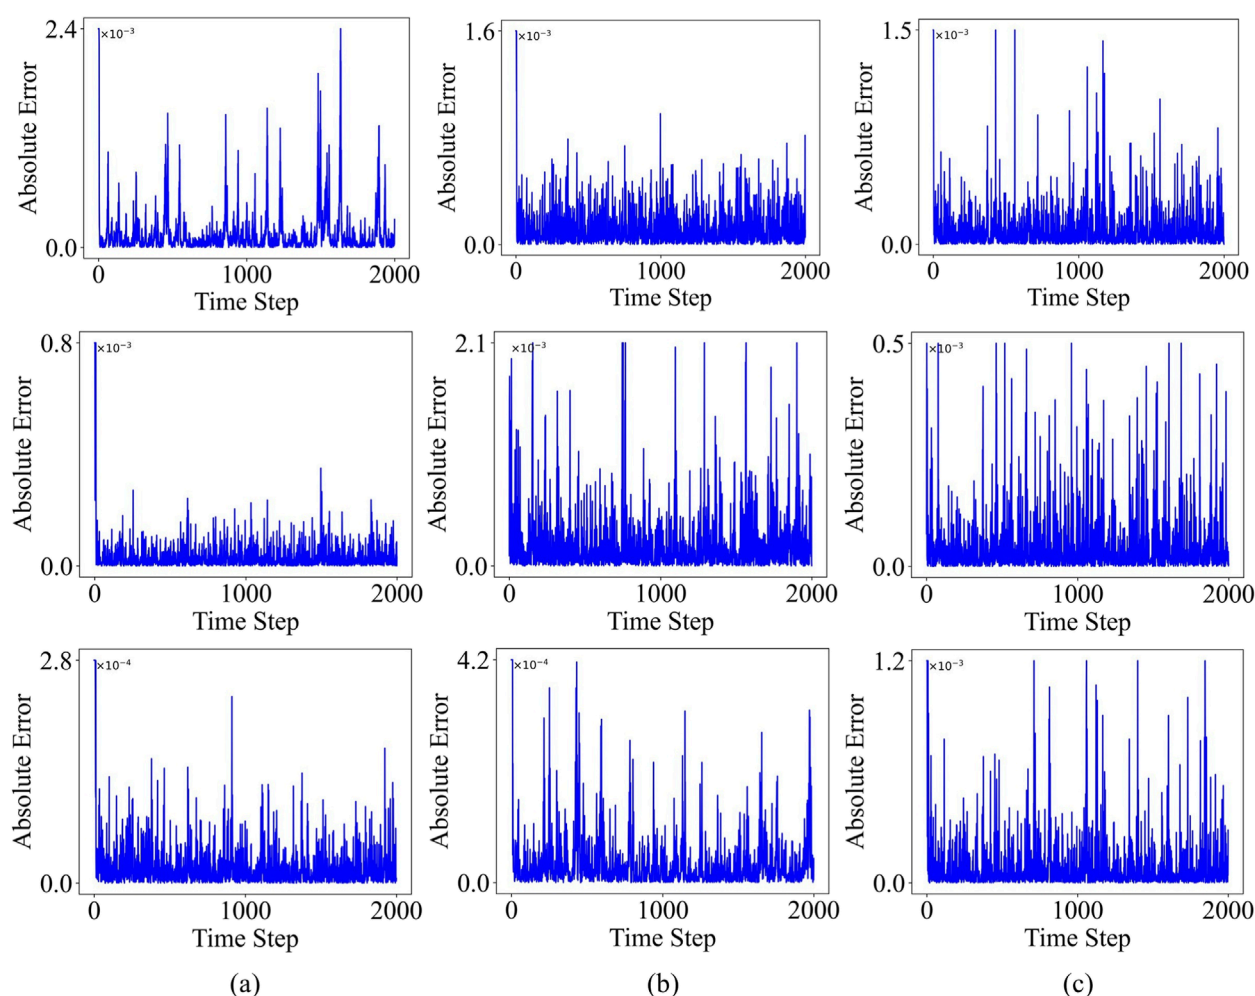 2.4
×10⁻³
Absolute Error
0.0
0
1000
2000
Time Step
1.6
×10⁻³
Absolute Error
0.0
0
1000
2000
Time Step
1.5
×10⁻³
Absolute Error
0.0
0
1000
2000
Time Step
0.8
×10⁻³
Absolute Error
0.0
0
1000
2000
Time Step
2.1
×10⁻³
Absolute Error
0.0
0
1000
2000
Time Step
0.5
×10⁻³
Absolute Error
0.0
0
1000
2000
Time Step
2.8
×10⁻⁴
Absolute Error
0.0
0
1000
2000
Time Step
4.2
×10⁻⁴
Absolute Error
0.0
0
1000
2000
Time Step
1.2
×10⁻³
Absolute Error
0.0
0
1000
2000
Time Step
(a)
(b)
(c)